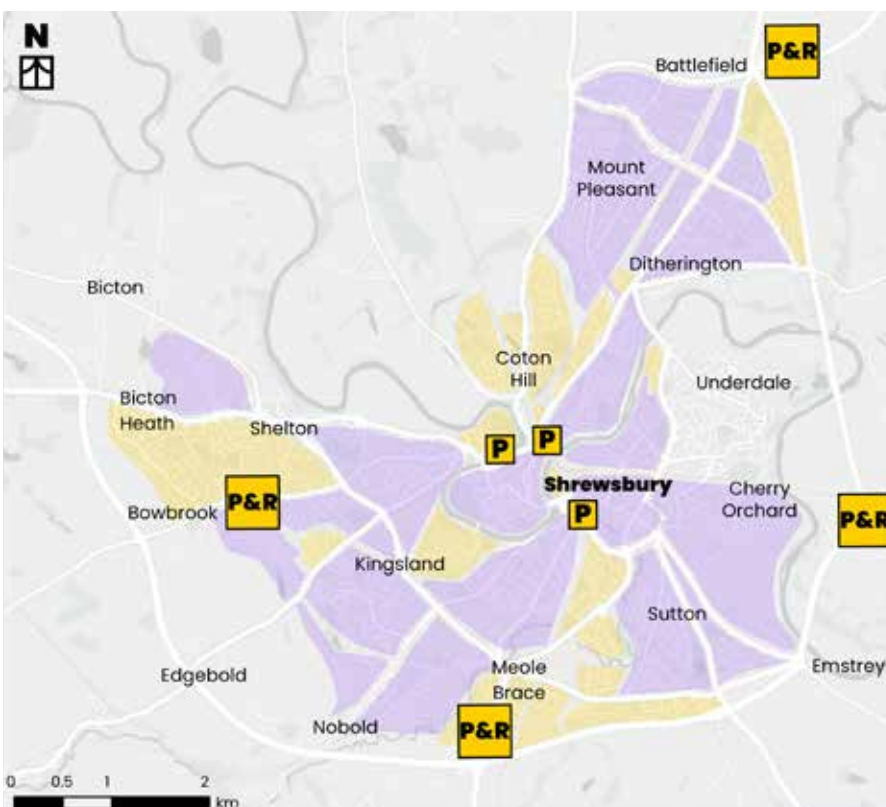 N
P&R
Battlefield
Mount
Pleasant
Ditherington
Bicton
Coton
Hill
Underdale
Bicton
Heath
Shelton
P
P
Shrewsbury
Cherry
Orchard
P&R
Bowbrook
P
P&R
Kingsland
Sutton
Meole
Brace
Emstrey
Edgebold
Nobold
P&R
0 0.5 1 2
km